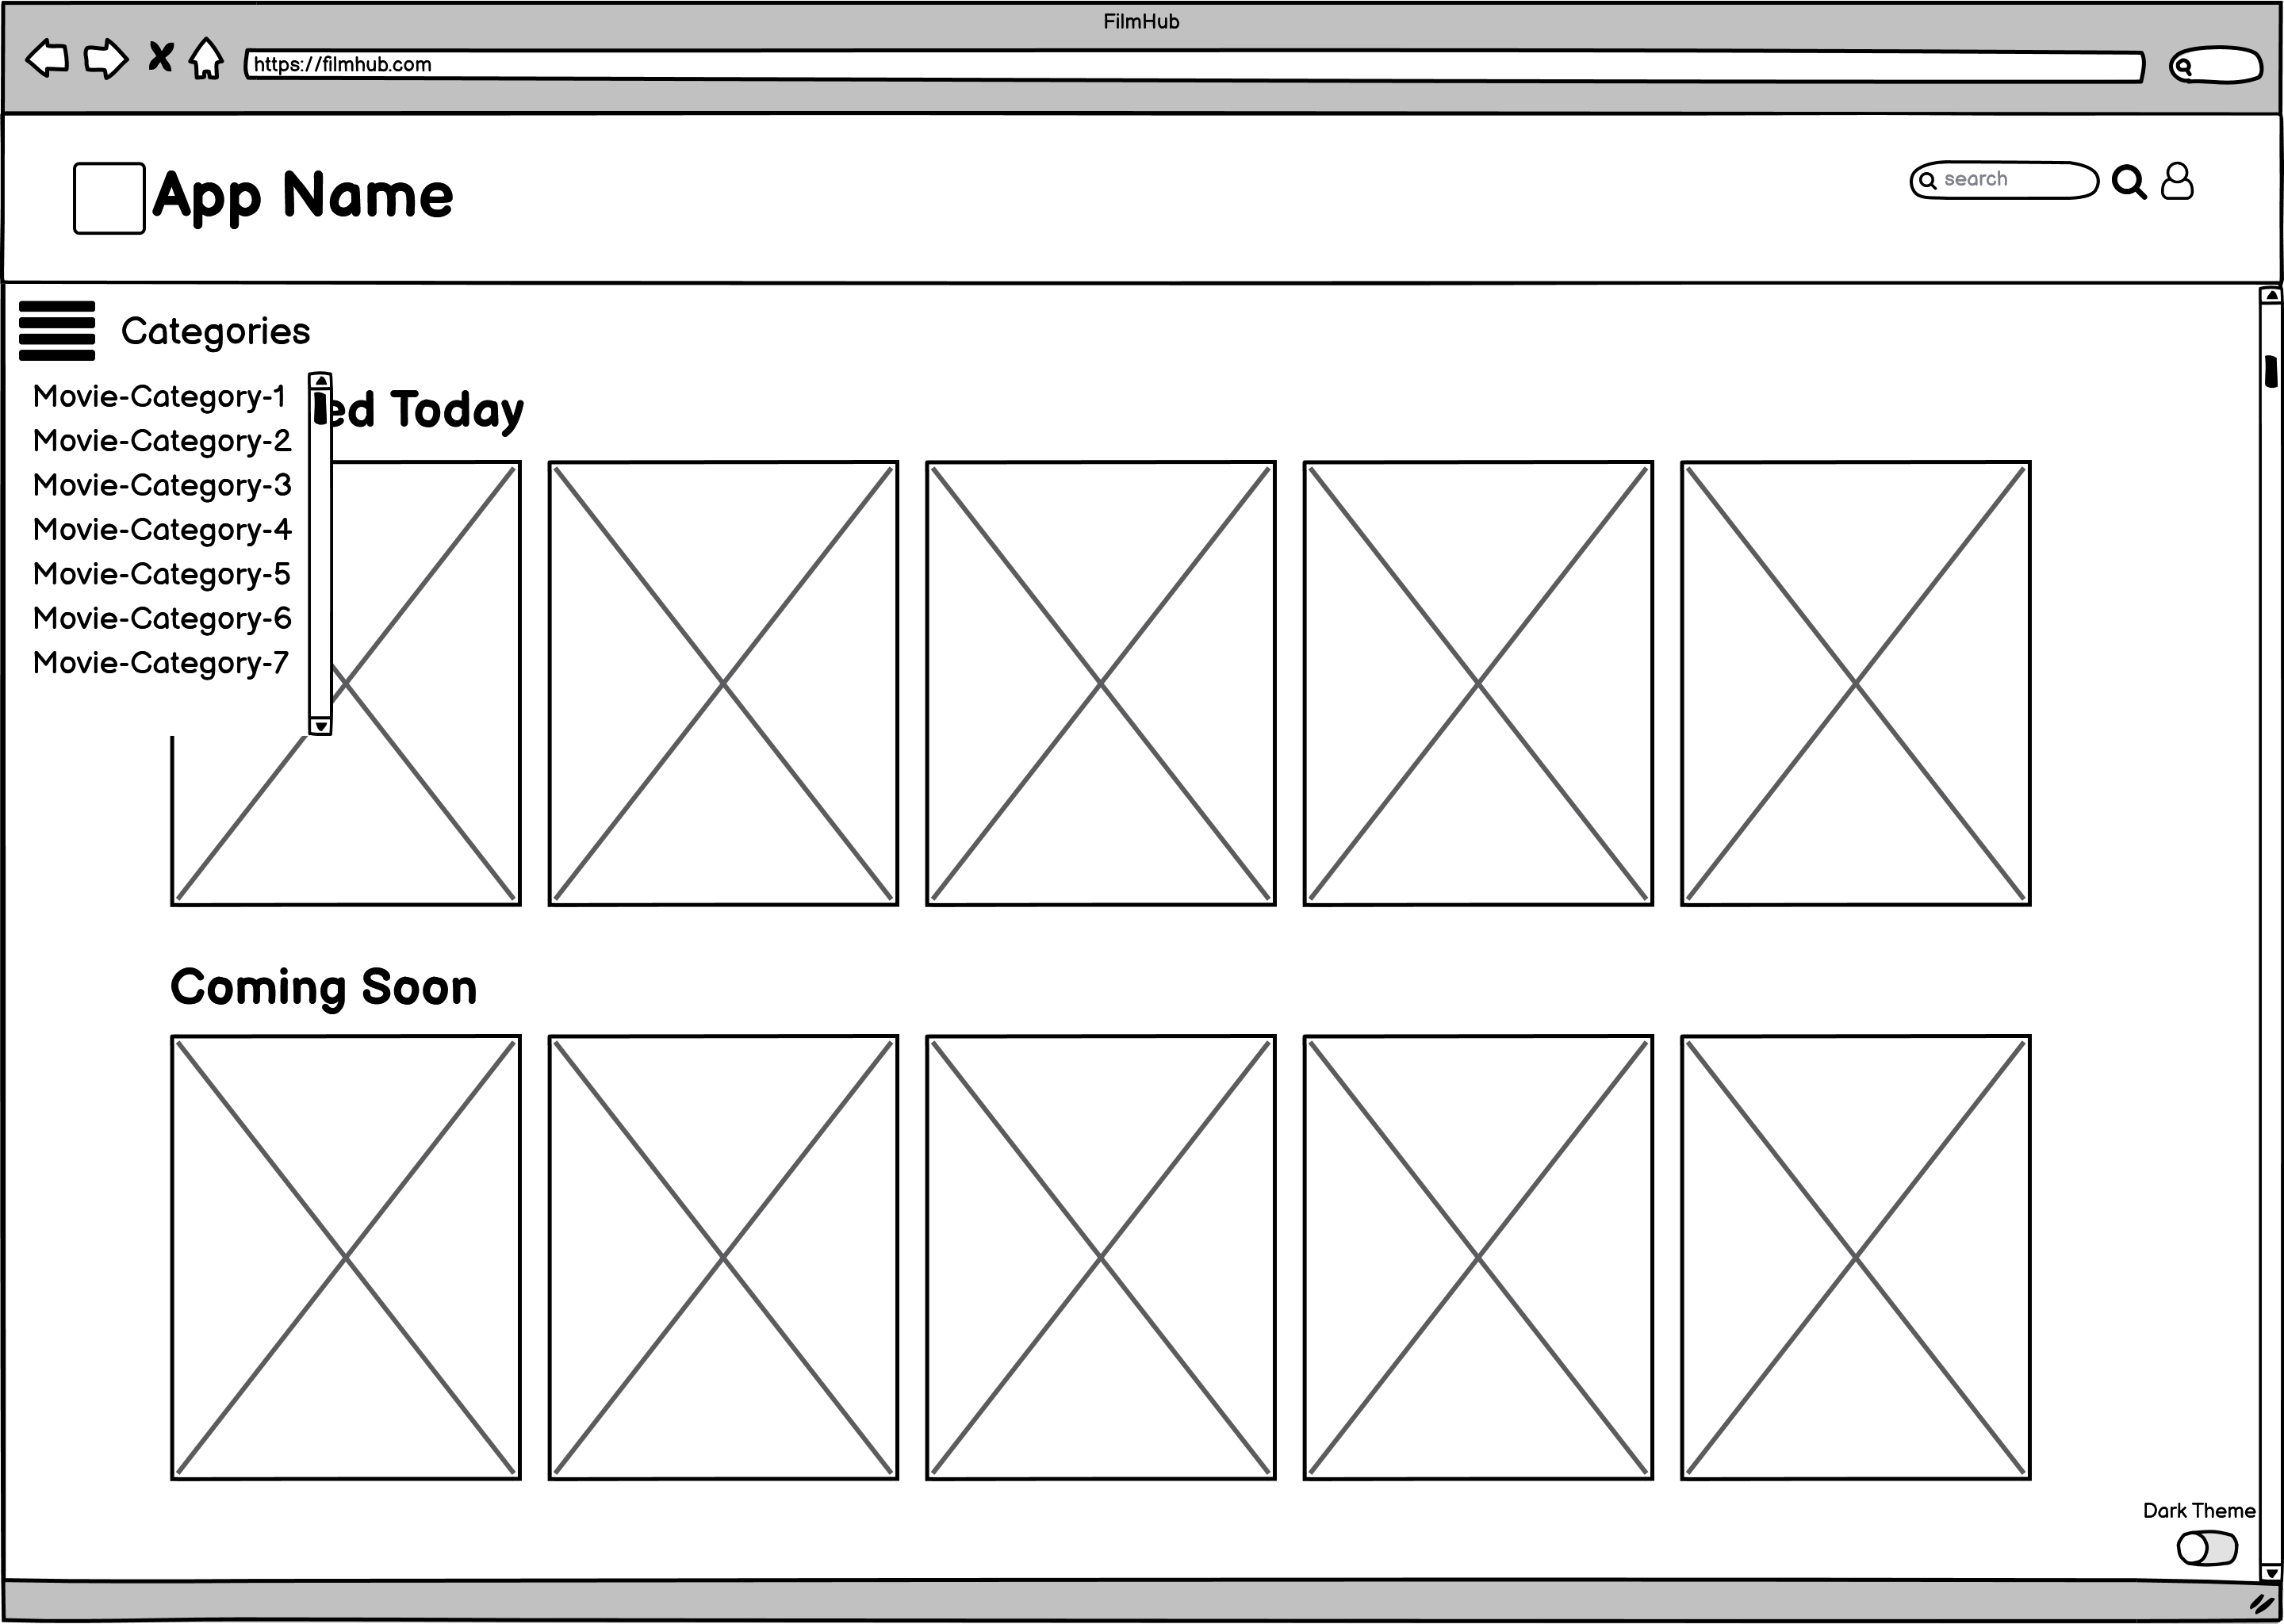 FilmHub
https://filmhub.com
App Name
search
Categories
Movie-Category-1
Movie-Category-2
Movie-Category-3
Movie-Category-4
Movie-Category-5
Movie-Category-6
Movie-Category-7
Today
Coming Soon
Dark Theme